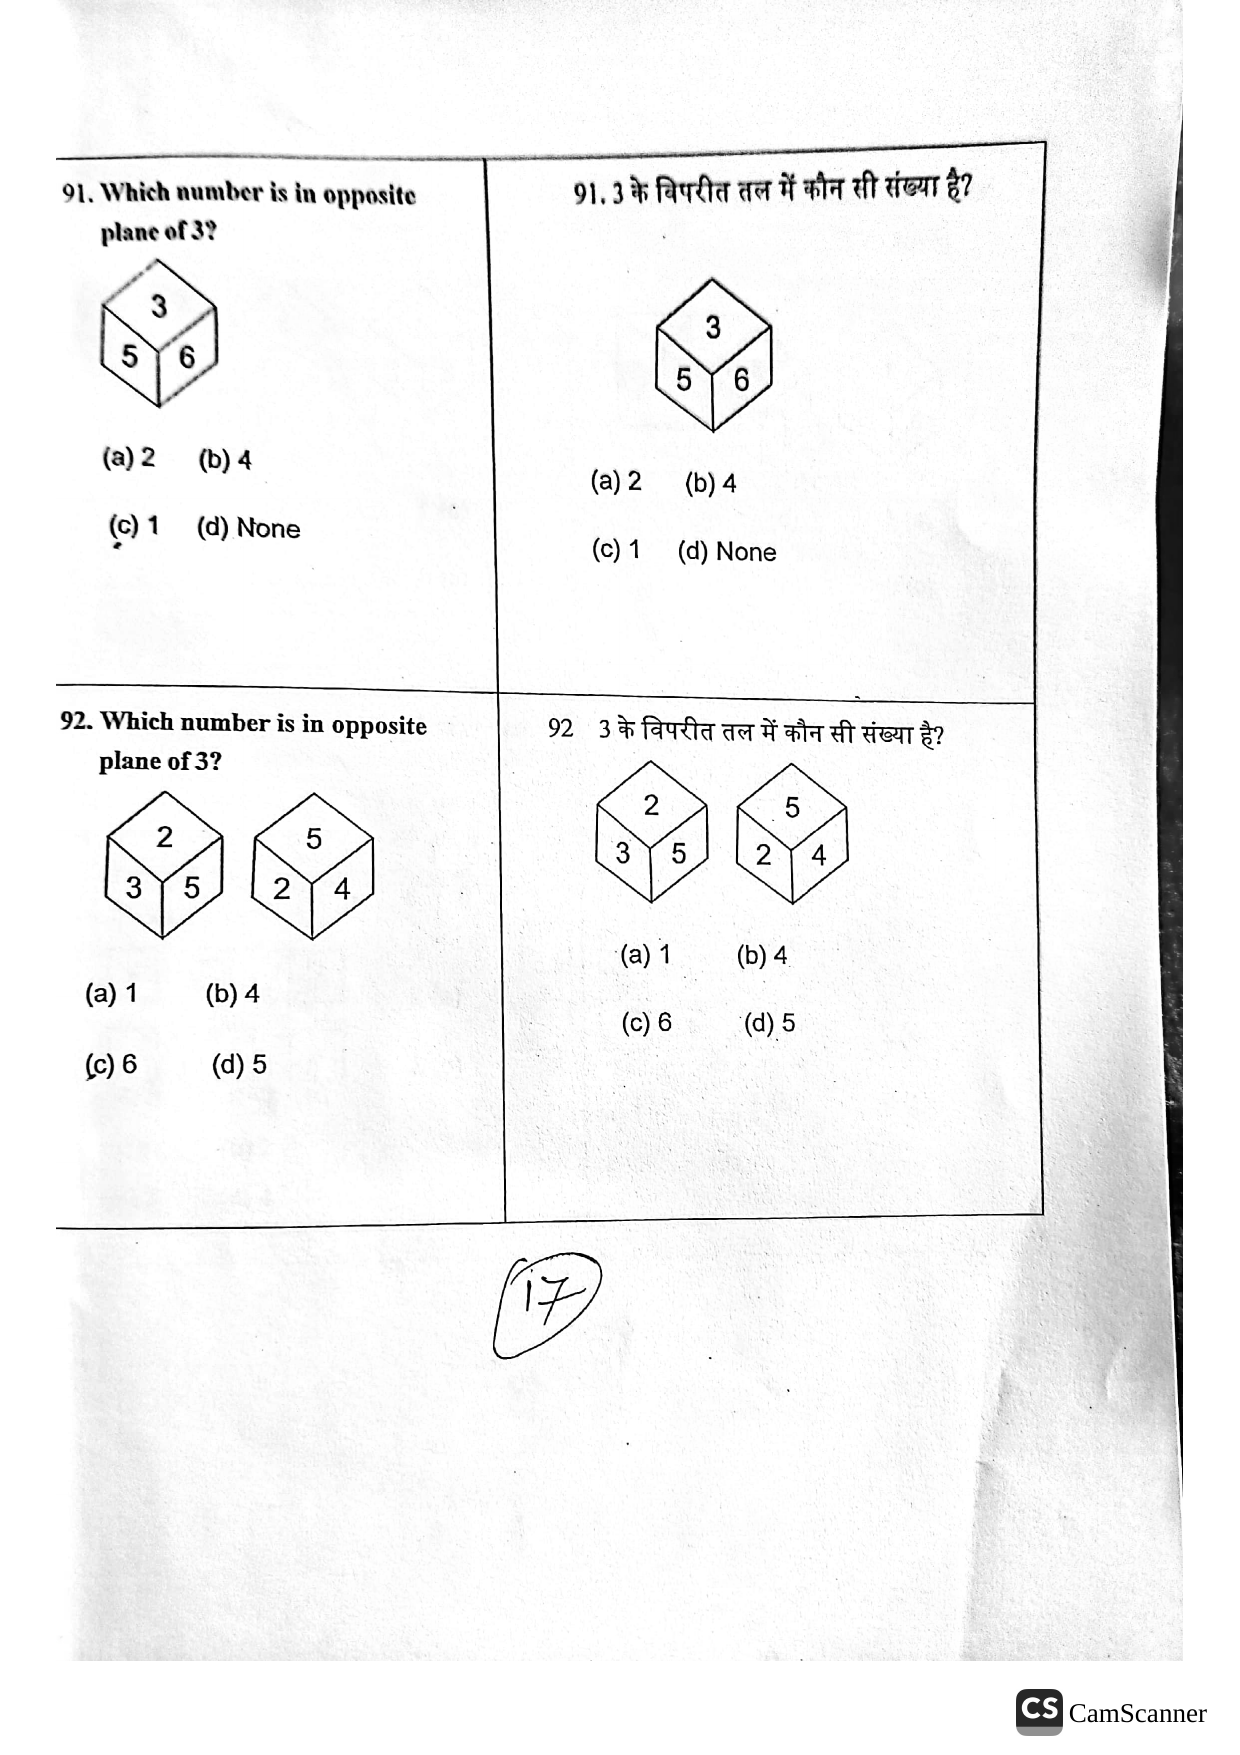 91. Which number is in opposite
plane of 3?
3
5 6
(a) 2 (b) 4
(c) 1 (d) None
91. 3 के विपरीत तल में कौन सी संख्या है?
3
5 6
(a) 2 (b) 4
(c) 1 (d) None
92. Which number is in opposite
plane of 3?
2 5
3 5 2 4
(a) 1 (b) 4
(c) 6 (d) 5
92 3 के विपरीत तल में कौन सी संख्या है?
2 5
3 5 2 4
(a) 1 (b) 4
(c) 6 (d) 5
17
CS CamScanner